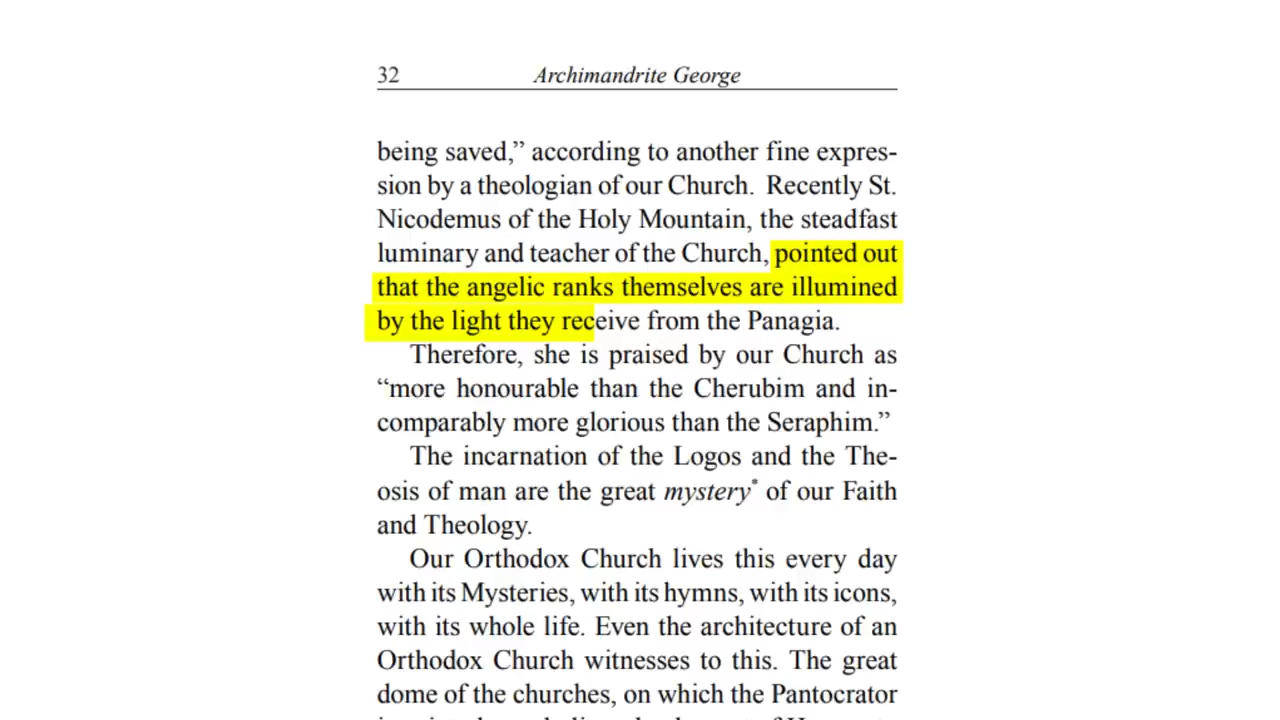 32 Archimandrite George
being saved,” according to another fine expres-
sion by a theologian of our Church. Recently St.
Nicodemus of the Holy Mountain, the steadfast
luminary and teacher of the Church, pointed out
that the angelic ranks themselves are illumined
by the light they receive from the Panagia.
Therefore, she is praised by our Church as
“more honourable than the Cherubim and in-
comparably more glorious than the Seraphim.”
The incarnation of the Logos and the The-
osis of man are the great mystery* of our Faith
and Theology.
Our Orthodox Church lives this every day
with its Mysteries, with its hymns, with its icons,
with its whole life. Even the architecture of an
Orthodox Church witnesses to this. The great
dome of the churches, on which the Pantocrator